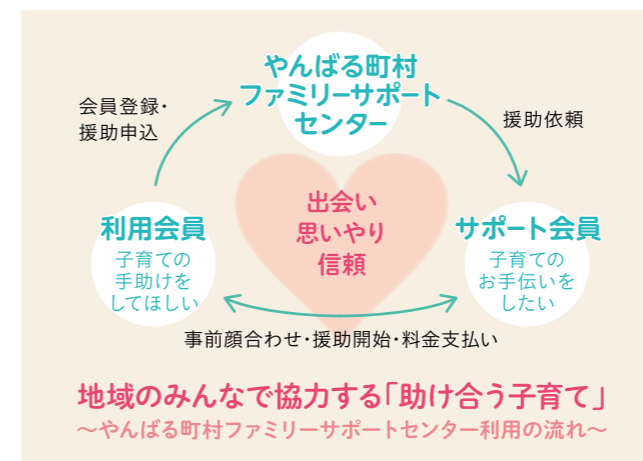 やんばる町村
ファミリーサポート
センター
会員登録・
援助申込
援助依頼
出会い
思いやり
信頼
利用会員
子育ての
手助けを
してほしい
サポート会員
子育ての
お手伝いを
したい
事前顔合わせ・援助開始・料金支払い
地域のみんなで協力する「助け合う子育て」
～やんばる町村ファミリーサポートセンター利用の流れ～